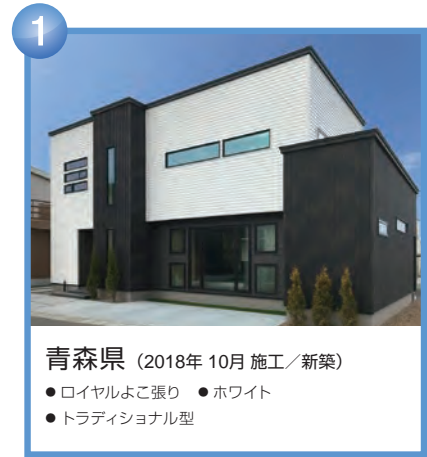 1
青森県（2018年 10月 施工／新築）
● ロイヤルよこ張り ● ホワイト
● トラディショナル型